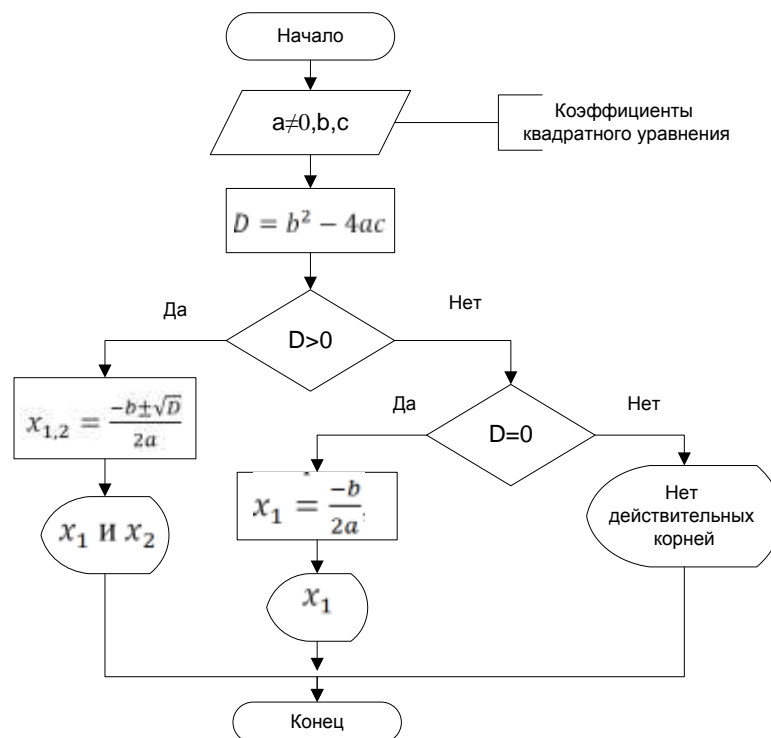 Начало
a≠0,b,c
Коэффициенты
квадратного уравнения
D = b² − 4ac
Да
Нет
D>0
x₁,₂ = (−b±√D)/2a
Да
Нет
D=0
x₁ = −b/2a
Нет
действительных
корней
x₁ и x₂
x₁
Конец